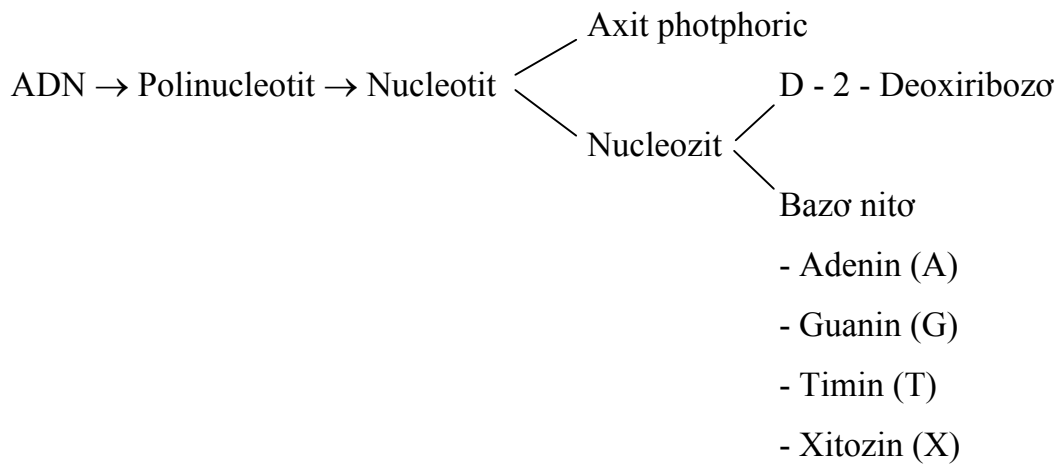 Axit photphoric
ADN → Polinucleotit → Nucleotit
D - 2 - Deoxiribozơ
Nucleozit
Bazơ nitơ
- Adenin (A)
- Guanin (G)
- Timin (T)
- Xitozin (X)